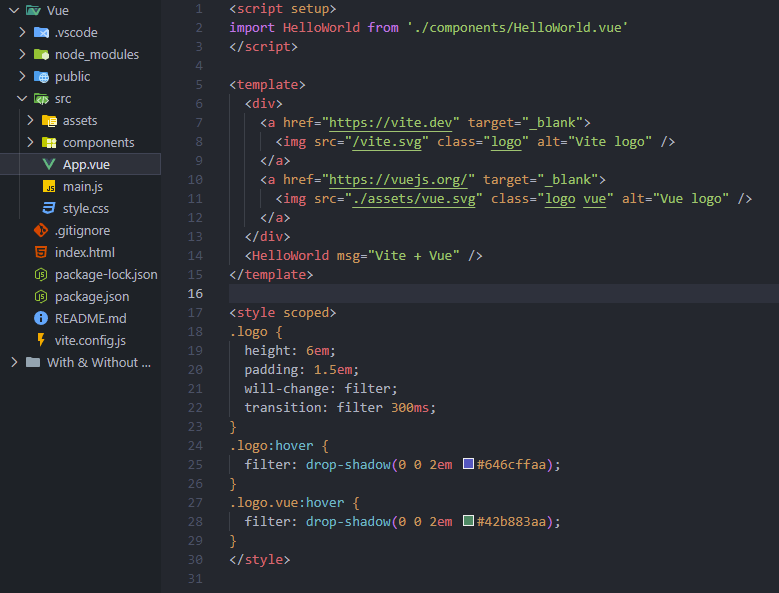 Vue
.vscode
node_modules
public
src
assets
components
App.vue
main.js
style.css
.gitignore
index.html
package-lock.json
package.json
README.md
vite.config.js
With & Without ...
1 <script setup>
2 import HelloWorld from './components/HelloWorld.vue'
3 </script>
4
5 <template>
6   <div>
7     <a href="https://vite.dev" target="_blank">
8       <img src="/vite.svg" class="logo" alt="Vite logo" />
9     </a>
10     <a href="https://vuejs.org/" target="_blank">
11       <img src="./assets/vue.svg" class="logo vue" alt="Vue logo" />
12     </a>
13   </div>
14   <HelloWorld msg="Vite + Vue" />
15 </template>
16
17 <style scoped>
18 .logo {
19   height: 6em;
20   padding: 1.5em;
21   will-change: filter;
22   transition: filter 300ms;
23 }
24 .logo:hover {
25   filter: drop-shadow(0 0 2em #646cffaa);
26 }
27 .logo.vue:hover {
28   filter: drop-shadow(0 0 2em #42b883aa);
29 }
30 </style>
31